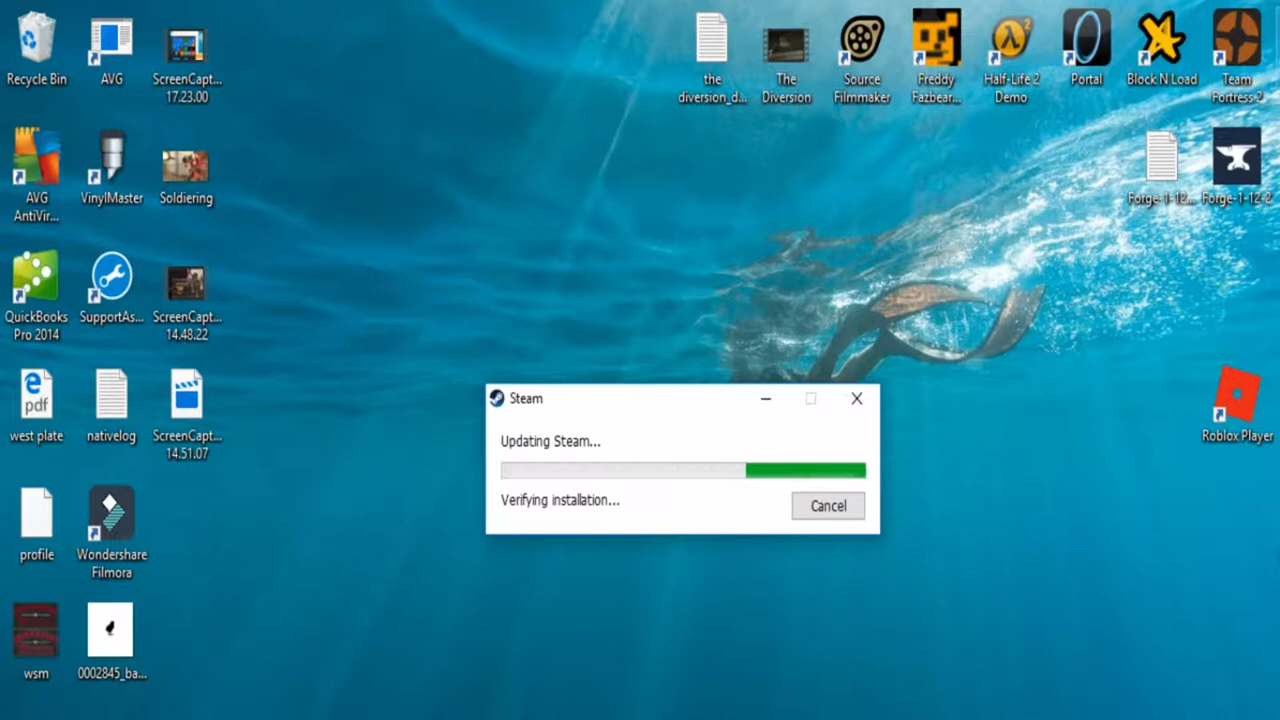 Recycle Bin
AVG
ScreenCapt...
17.23.00
the
diversion_d...
The
Diversion
Source
Filmmaker
Freddy
Fazbear...
Half-Life 2
Demo
Portal
Block N Load
Team
Fortress 2
AVG
AntiVir...
VinylMaster
Soldiering
Forge-1-12...
Forge-1-12-2
QuickBooks
Pro 2014
SupportAs...
ScreenCapt...
14.48.22
pdf
west plate
nativelog
ScreenCapt...
14.51.07
Roblox Player
Steam
Updating Steam...
Verifying installation...
Cancel
profile
Wondershare
Filmora
wsm
0002845_ba...